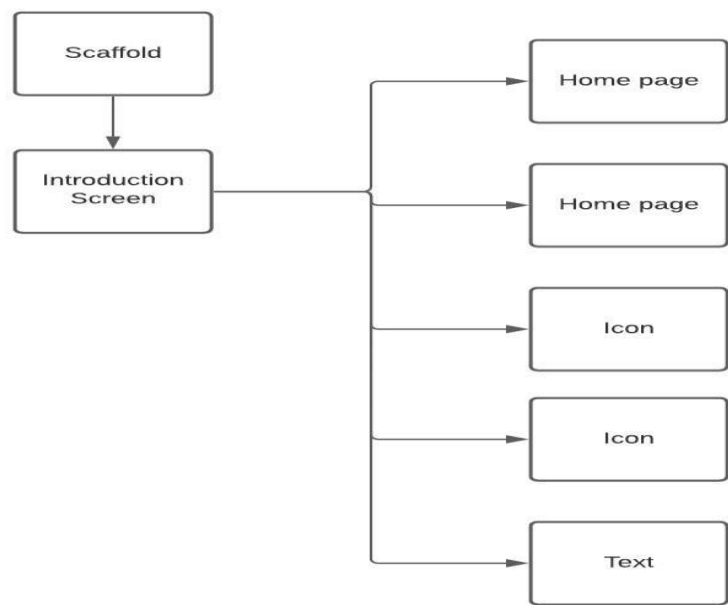 Scaffold
Introduction
Screen
Home page
Home page
Icon
Icon
Text